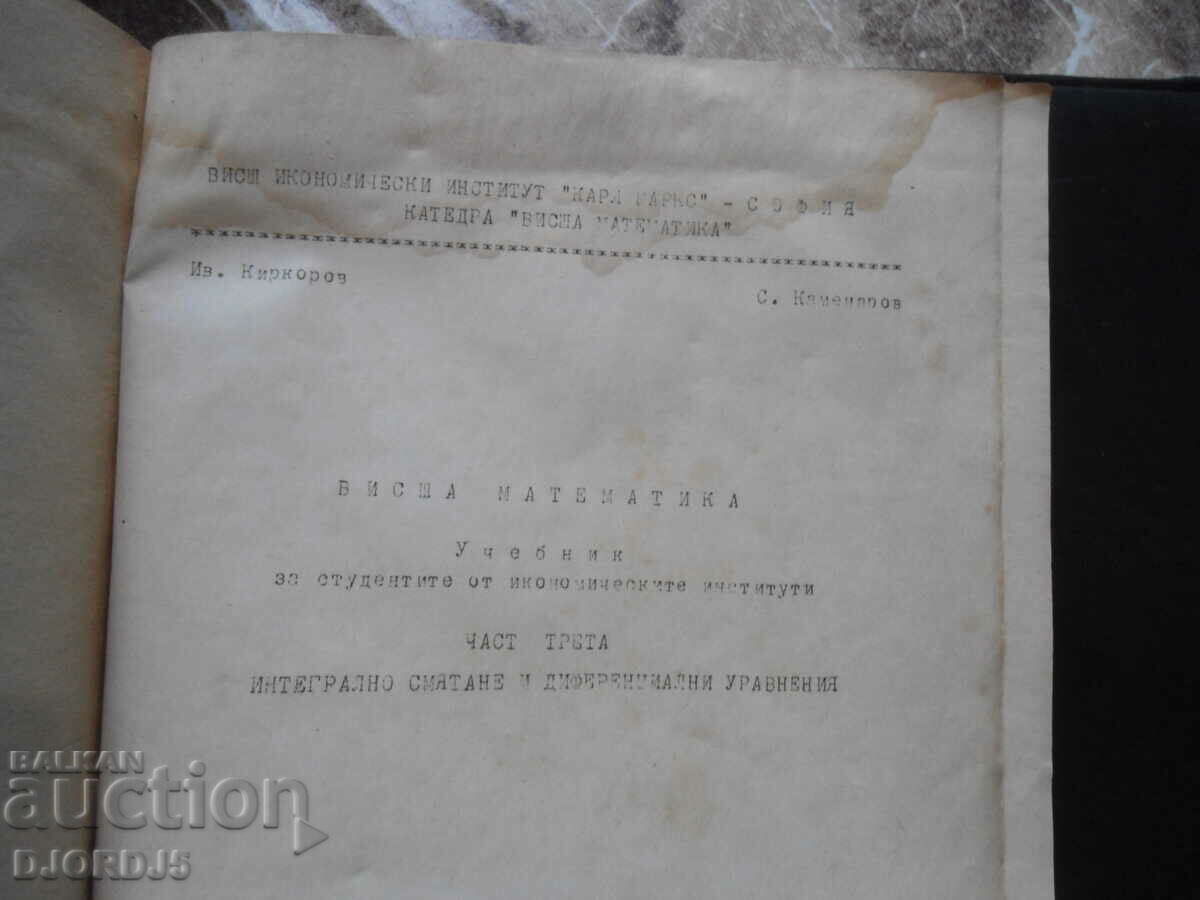 ВИСШ ИКОНОМИЧЕСКИ ИНСТИТУТ "КАРЛ МАРКС" - СОФИЯ
КАТЕДРА "ВИСША МАТЕМАТИКА"
Ив. Киркоров
С. Каменаров
ВИСША МАТЕМАТИКА
Учебник
за студентите от икономическите институти
ЧАСТ ТРЕТА
ИНТЕГРАЛНО СМЯТАНЕ И ДИФЕРЕНЦИАЛНИ УРАВНЕНИЯ
BALKAN
auction
DJORDJ5